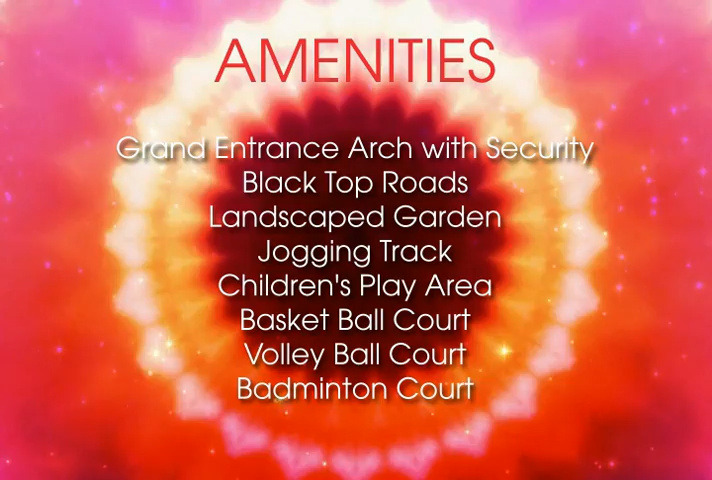 AMENITIES
Grand Entrance Arch with Security
Black Top Roads
Landscaped Garden
Jogging Track
Children's Play Area
Basket Ball Court
Volley Ball Court
Badminton Court